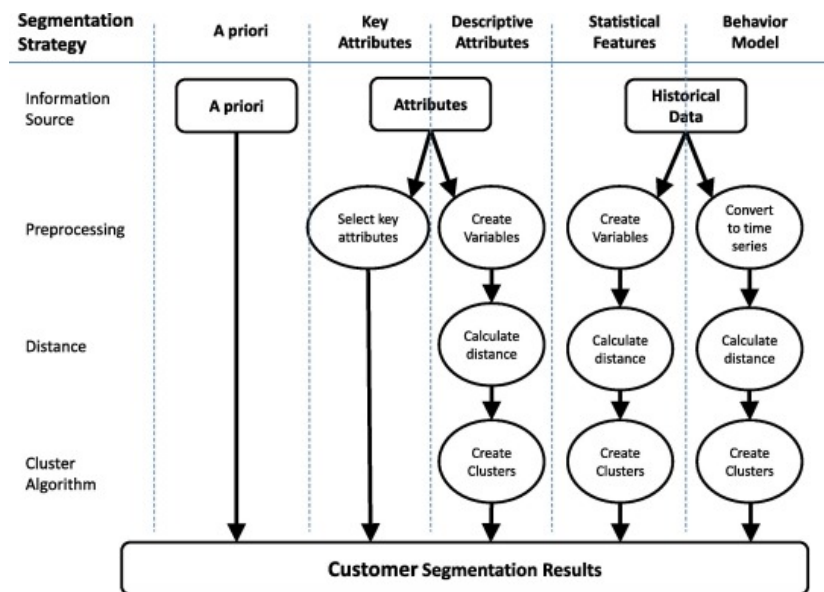 Segmentation
Strategy
A priori
Key
Attributes
Descriptive
Attributes
Statistical
Features
Behavior
Model
Information
Source
A priori
Attributes
Historical
Data
Preprocessing
Select key
attributes
Create
Variables
Create
Variables
Convert
to time
series
Distance
Calculate
distance
Calculate
distance
Calculate
distance
Cluster
Algorithm
Create
Clusters
Create
Clusters
Create
Clusters
Customer Segmentation Results